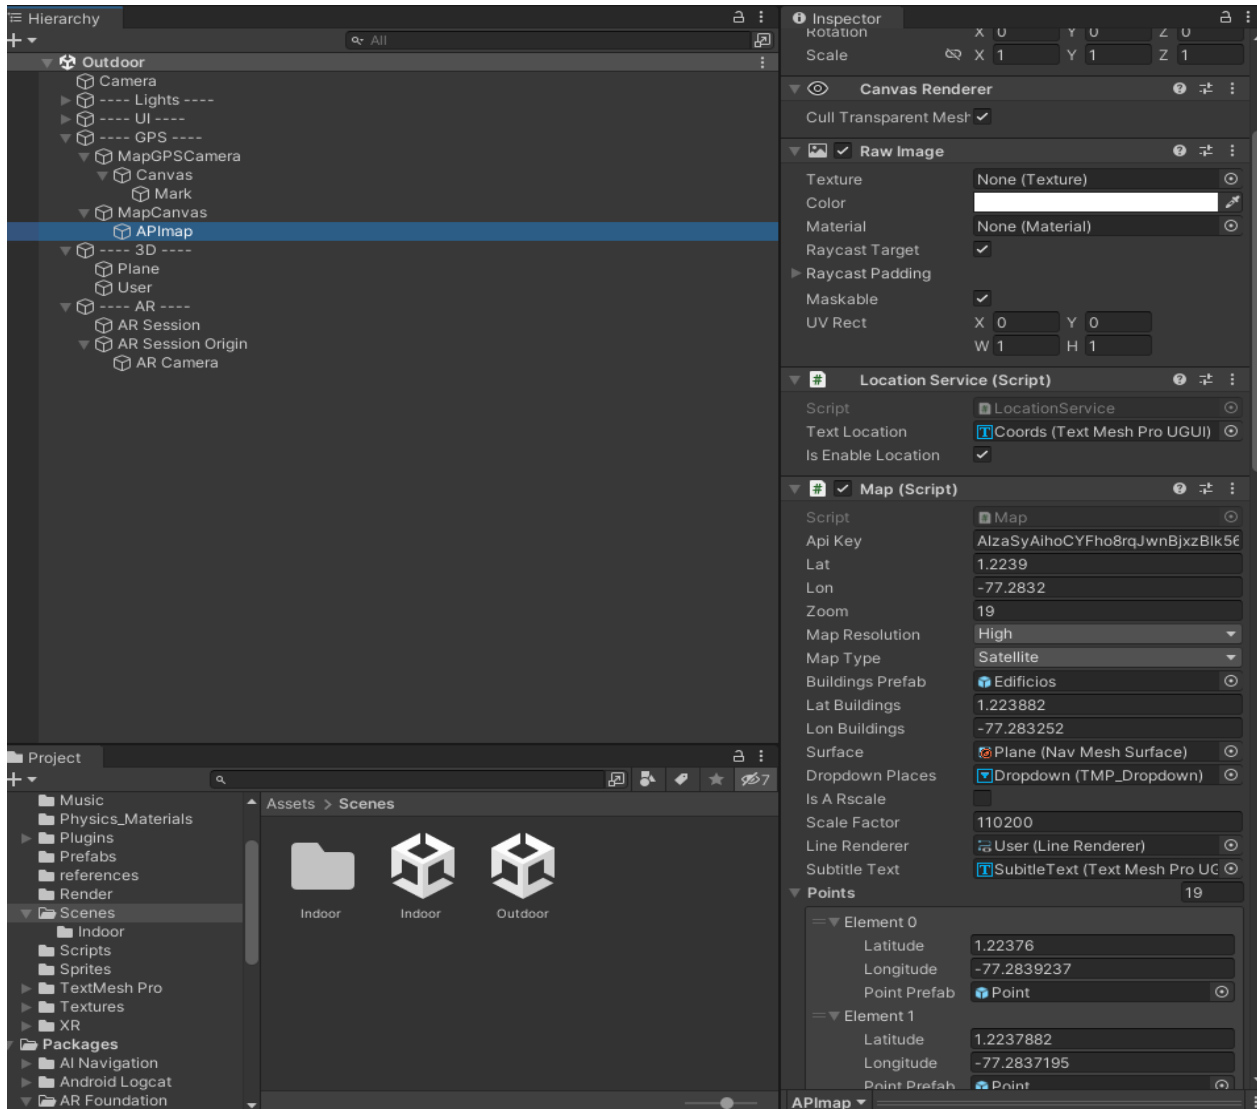 Hierarchy
All
Outdoor
Camera
---- Lights ----
---- UI ----
---- GPS ----
MapGPSCamera
Canvas
Mark
MapCanvas
APImap
---- 3D ----
Plane
User
---- AR ----
AR Session
AR Session Origin
AR Camera
Project
7
Music
Physics_Materials
Plugins
Prefabs
references
Render
Scenes
Indoor
Scripts
Sprites
TextMesh Pro
Textures
XR
Packages
AI Navigation
Android Logcat
AR Foundation
Assets > Scenes
Indoor Indoor Outdoor
Inspector
Rotation X 0 Y 0 Z 0
Scale X 1 Y 1 Z 1
Canvas Renderer
Cull Transparent Mesh
Raw Image
Texture None (Texture)
Color
Material None (Material)
Raycast Target
Raycast Padding
Maskable
UV Rect X 0 Y 0
W 1 H 1
Location Service (Script)
Script LocationService
Text Location Coords (Text Mesh Pro UGUI)
Is Enable Location
Map (Script)
Script Map
Api Key
Lat 1.2239
Lon -77.2832
Zoom 19
Map Resolution High
Map Type Satellite
Buildings Prefab Edificios
Lat Buildings 1.223882
Lon Buildings -77.283252
Surface Plane (Nav Mesh Surface)
Dropdown Places Dropdown (TMP_Dropdown)
Is A Rscale
Scale Factor 110200
Line Renderer User (Line Renderer)
Subtitle Text SubitleText (Text Mesh Pro UG
Points 19
Element 0
Latitude 1.22376
Longitude -77.2839237
Point Prefab Point
Element 1
Latitude 1.2237882
Longitude -77.2837195
Point Prefab Point
APImap